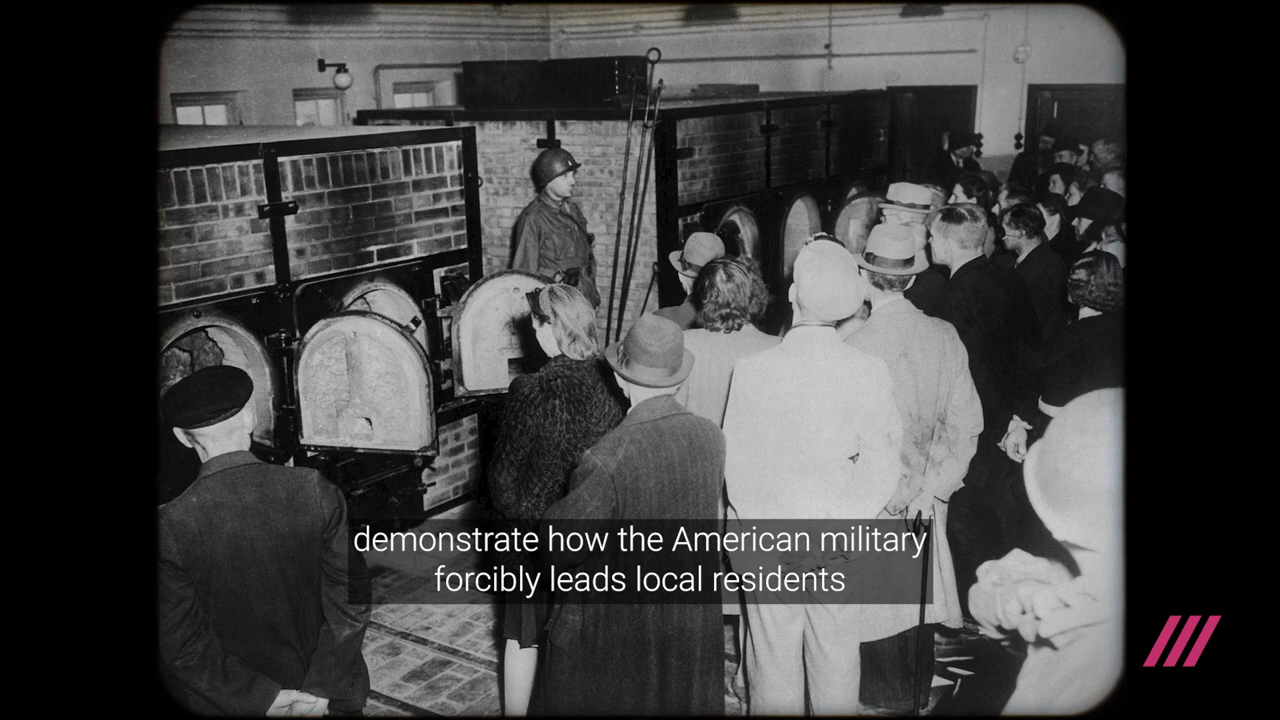 demonstrate how the American military
forcibly leads local residents